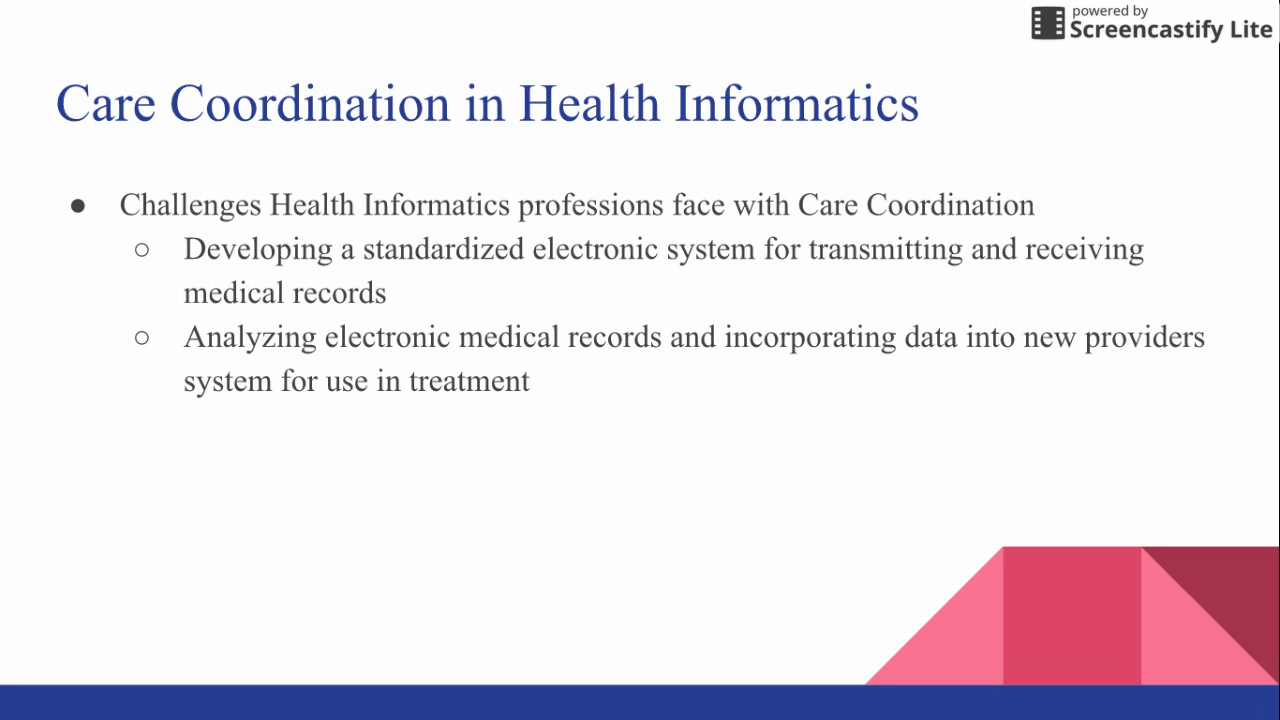 powered by
Screencastify Lite
Care Coordination in Health Informatics
● Challenges Health Informatics professions face with Care Coordination
○ Developing a standardized electronic system for transmitting and receiving
medical records
○ Analyzing electronic medical records and incorporating data into new providers
system for use in treatment